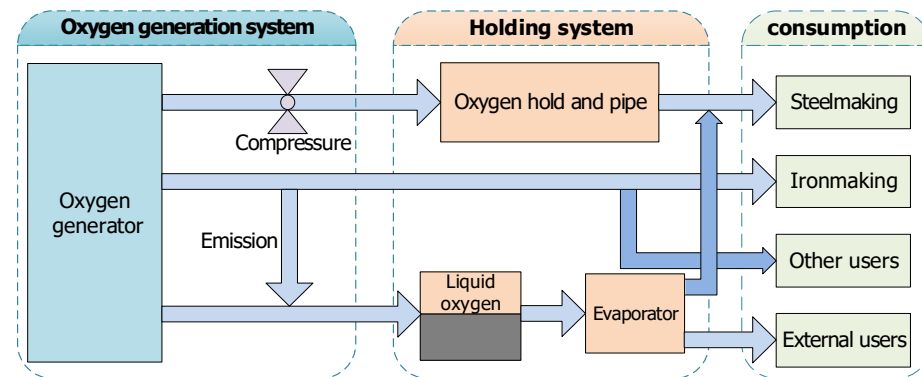 Oxygen generation system
Holding system
consumption
Oxygen hold and pipe
Steelmaking
Compressure
Ironmaking
Oxygen
generator
Emission
Other users
Liquid
oxygen
Evaporator
External users